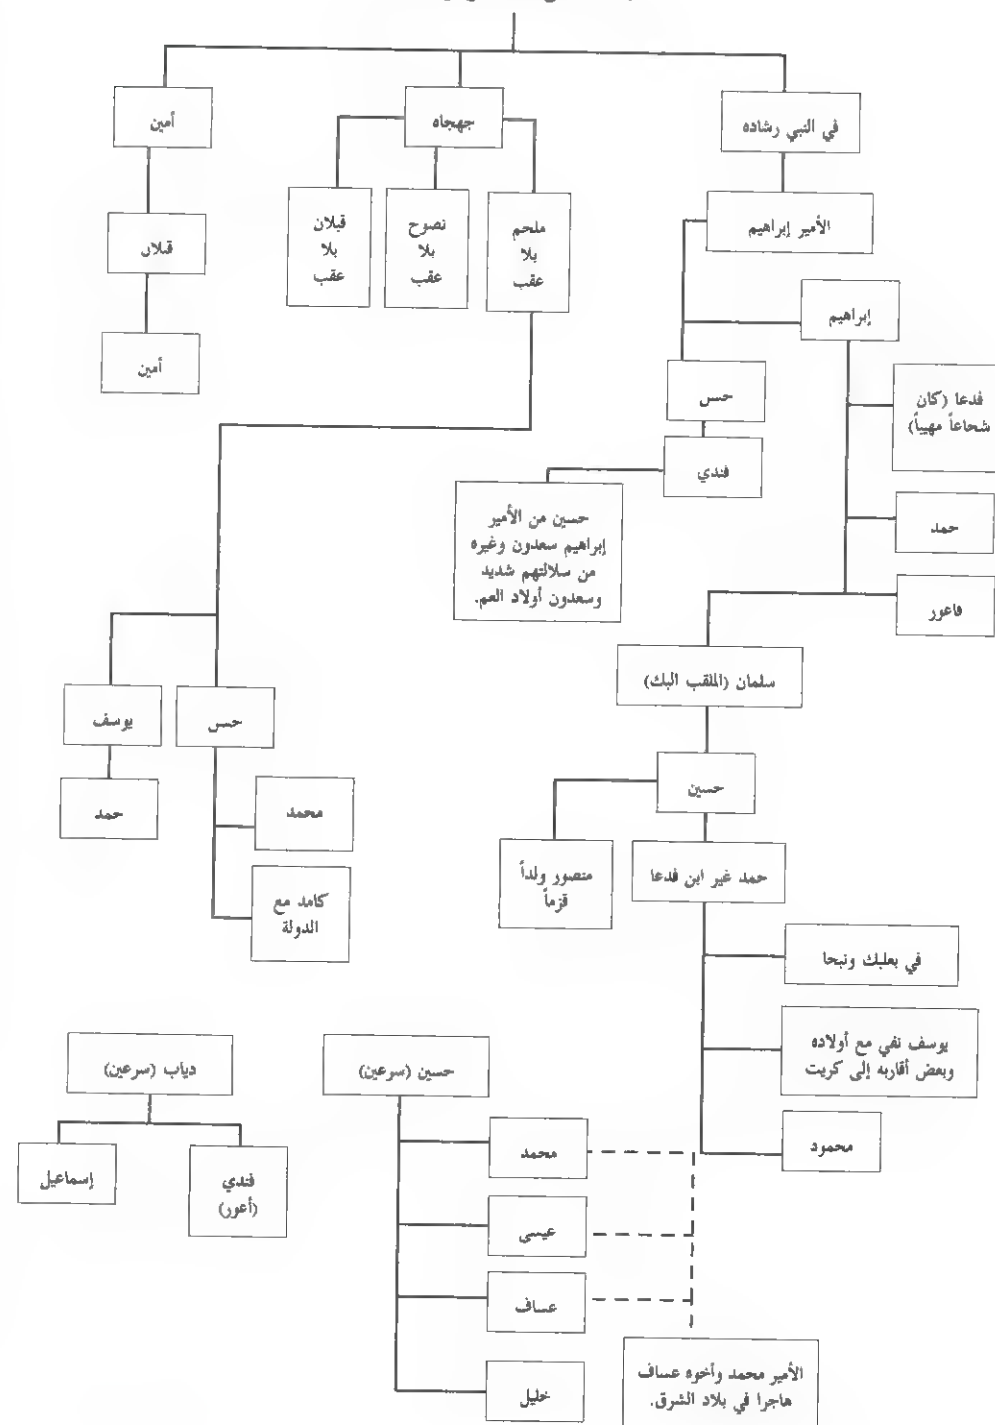 في النبي رشاده
جهجاه
أمين
الأمير إبراهيم
ملحم
بلا
عقب
نصوح
بلا
عقب
قبلان
بلا
عقب
قبلان
إبراهيم
أمين
حسن
فدعا (كان
شجاعاً مهيباً)
فندي
حمد
حسين من الأمير
إبراهيم سعدون وغيره
من سلالتهم شديد
وسعدون أولاد العم.
فاعور
سلمان (الملقب البك)
حسن
يوسف
حسين
حمد
محمد
حمد غير ابن فدعا
منصور ولداً
قزماً
كامد مع
الدولة
في بعلبك ونبحا
يوسف نفي مع أولاده
وبعض أقاربه إلى كريت
محمود
حسين (سرعين)
دياب (سرعين)
محمد
فندي
(أعور)
إسماعيل
عيسى
عساف
خليل
الأمير محمد وأخوه عساف
هاجرا في بلاد الشرق.